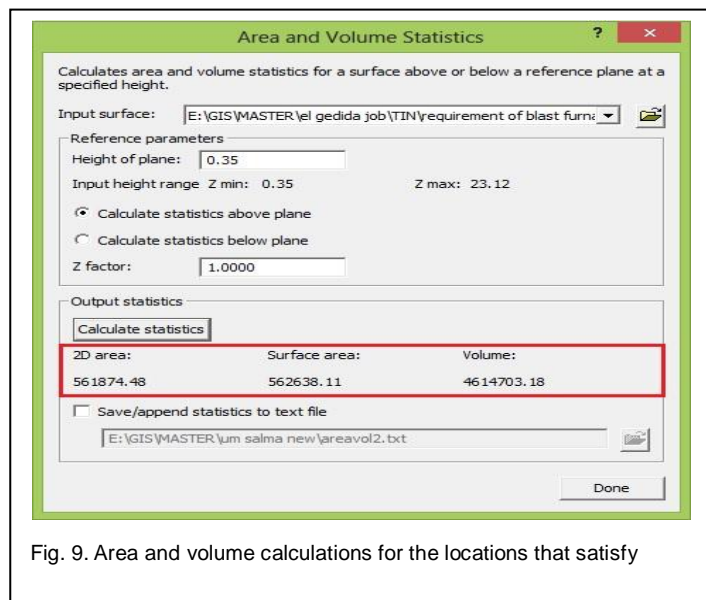 Area and Volume Statistics ? ×
Calculates area and volume statistics for a surface above or below a reference plane at a
specified height.
Input surface: E:\GIS\MASTER\el gedida job\TIN\requirement of blast furna
Reference parameters
Height of plane: 0.35
Input height range Z min: 0.35 Z max: 23.12
Calculate statistics above plane
Calculate statistics below plane
Z factor: 1.0000
Output statistics
Calculate statistics
2D area: Surface area: Volume:
561874.48 562638.11 4614703.18
Save/append statistics to text file
E:\GIS\MASTER\um salma new\areavol2.txt
Done
Fig. 9. Area and volume calculations for the locations that satisfy